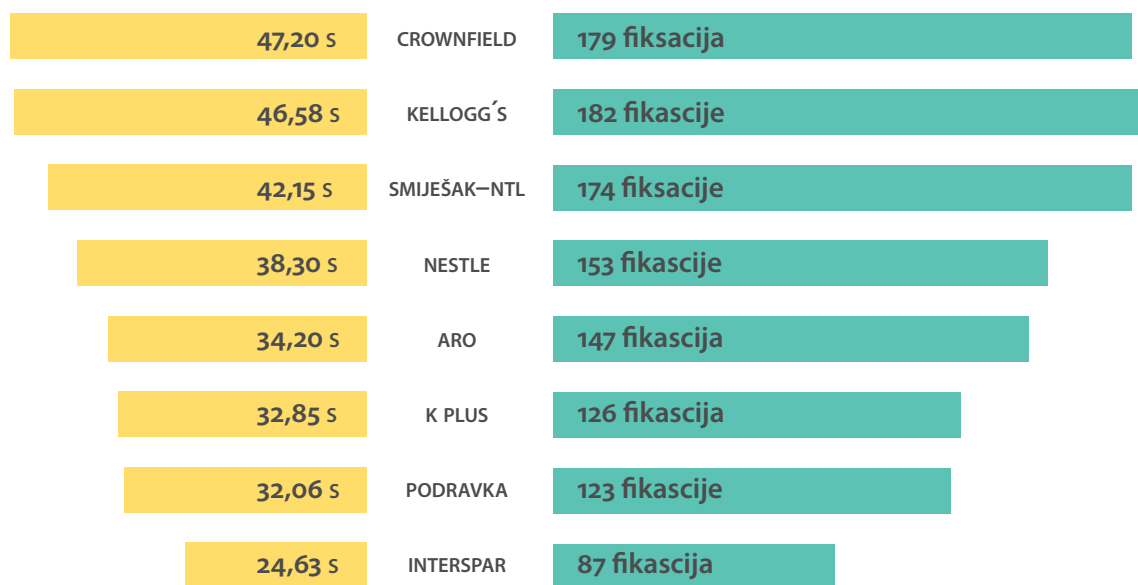 47,20 s CROWNFIELD 179 fiksacija
46,58 s KELLOGG´S 182 fikascije
42,15 s SMIJEŠAK–NTL 174 fiksacije
38,30 s NESTLE 153 fikascije
34,20 s ARO 147 fikascija
32,85 s K PLUS 126 fikascija
32,06 s PODRAVKA 123 fikascije
24,63 s INTERSPAR 87 fikascija